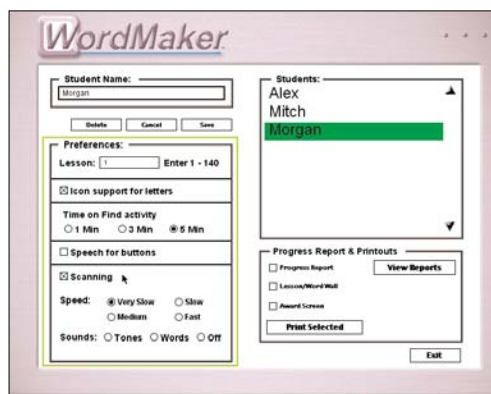 WordMaker
Student Name:
Morgan
Delete Cancel Save
Preferences:
Lesson: 1 Enter 1 - 140
Icon support for letters
Time on Find activity
1 Min 3 Min 5 Min
Speech for buttons
Scanning
Speed: Very Slow Slow
Medium Fast
Sounds: Tones Words Off
Students:
Alex
Mitch
Morgan
Progress Report & Printouts
Progress Report View Reports
Lesson/Word Wall
Award Screen
Print Selected
Exit